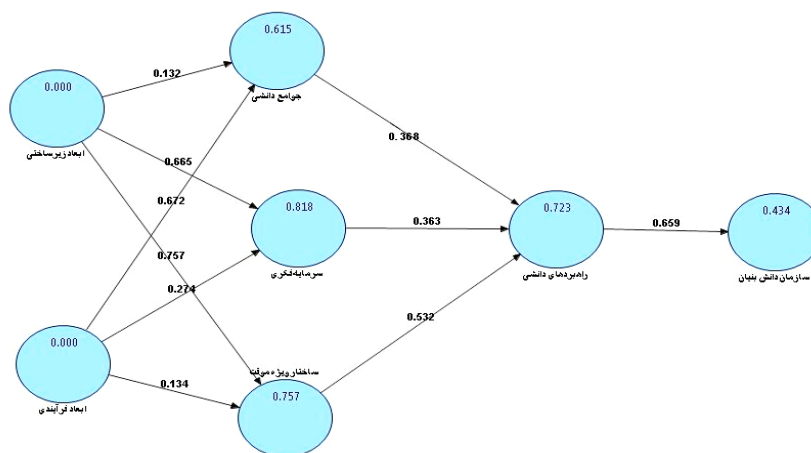 0.615
جوامع دانشی
0.000
ابعاد زیرساختی
0.132
0.665
0.672
0.757
0.368
0.818
سرمایه‌فکری
0.363
0.723
راهبردهای دانشی
0.659
0.434
سازمان دانش بنیان
0.274
0.532
0.000
ابعاد فرآیندی
0.134
ساختار ویژه موقت
0.757